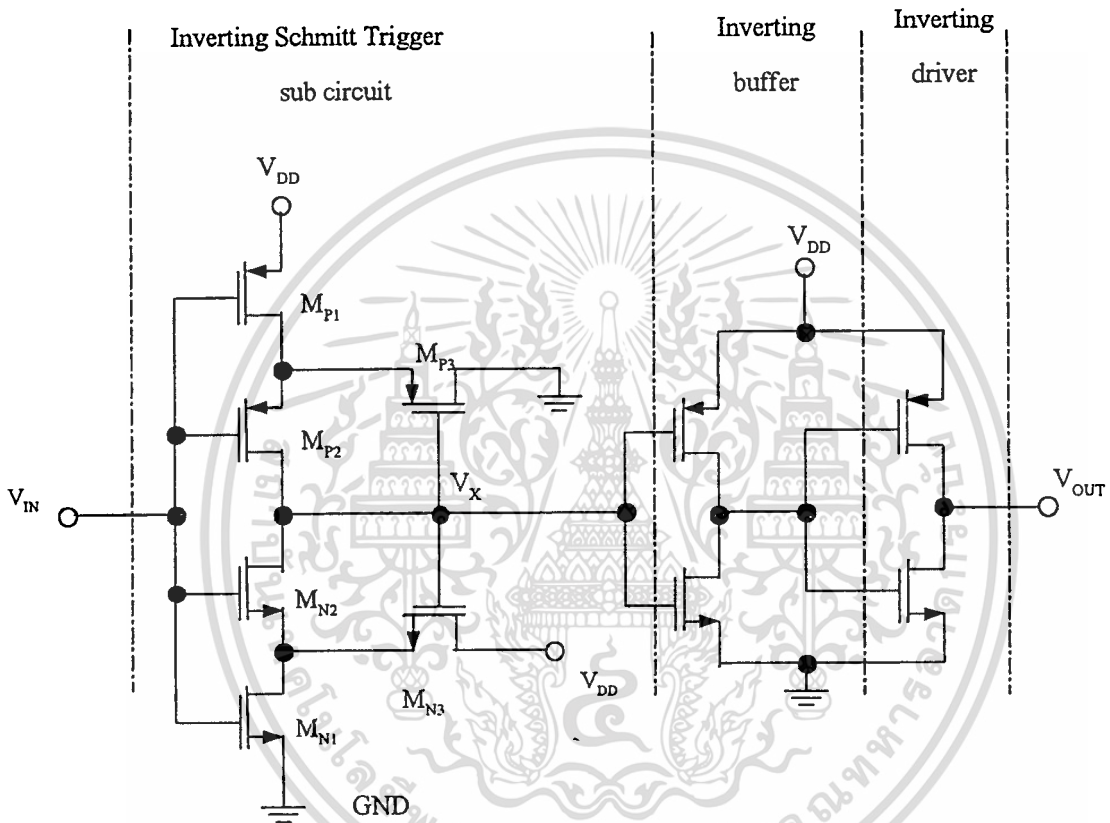 Inverting Schmitt Trigger
sub circuit
Inverting
buffer
Inverting
driver
V_DD
M_P1
M_P3
M_P2
V_X
V_IN
M_N2
V_DD
M_N3
M_N1
GND
V_DD
V_OUT